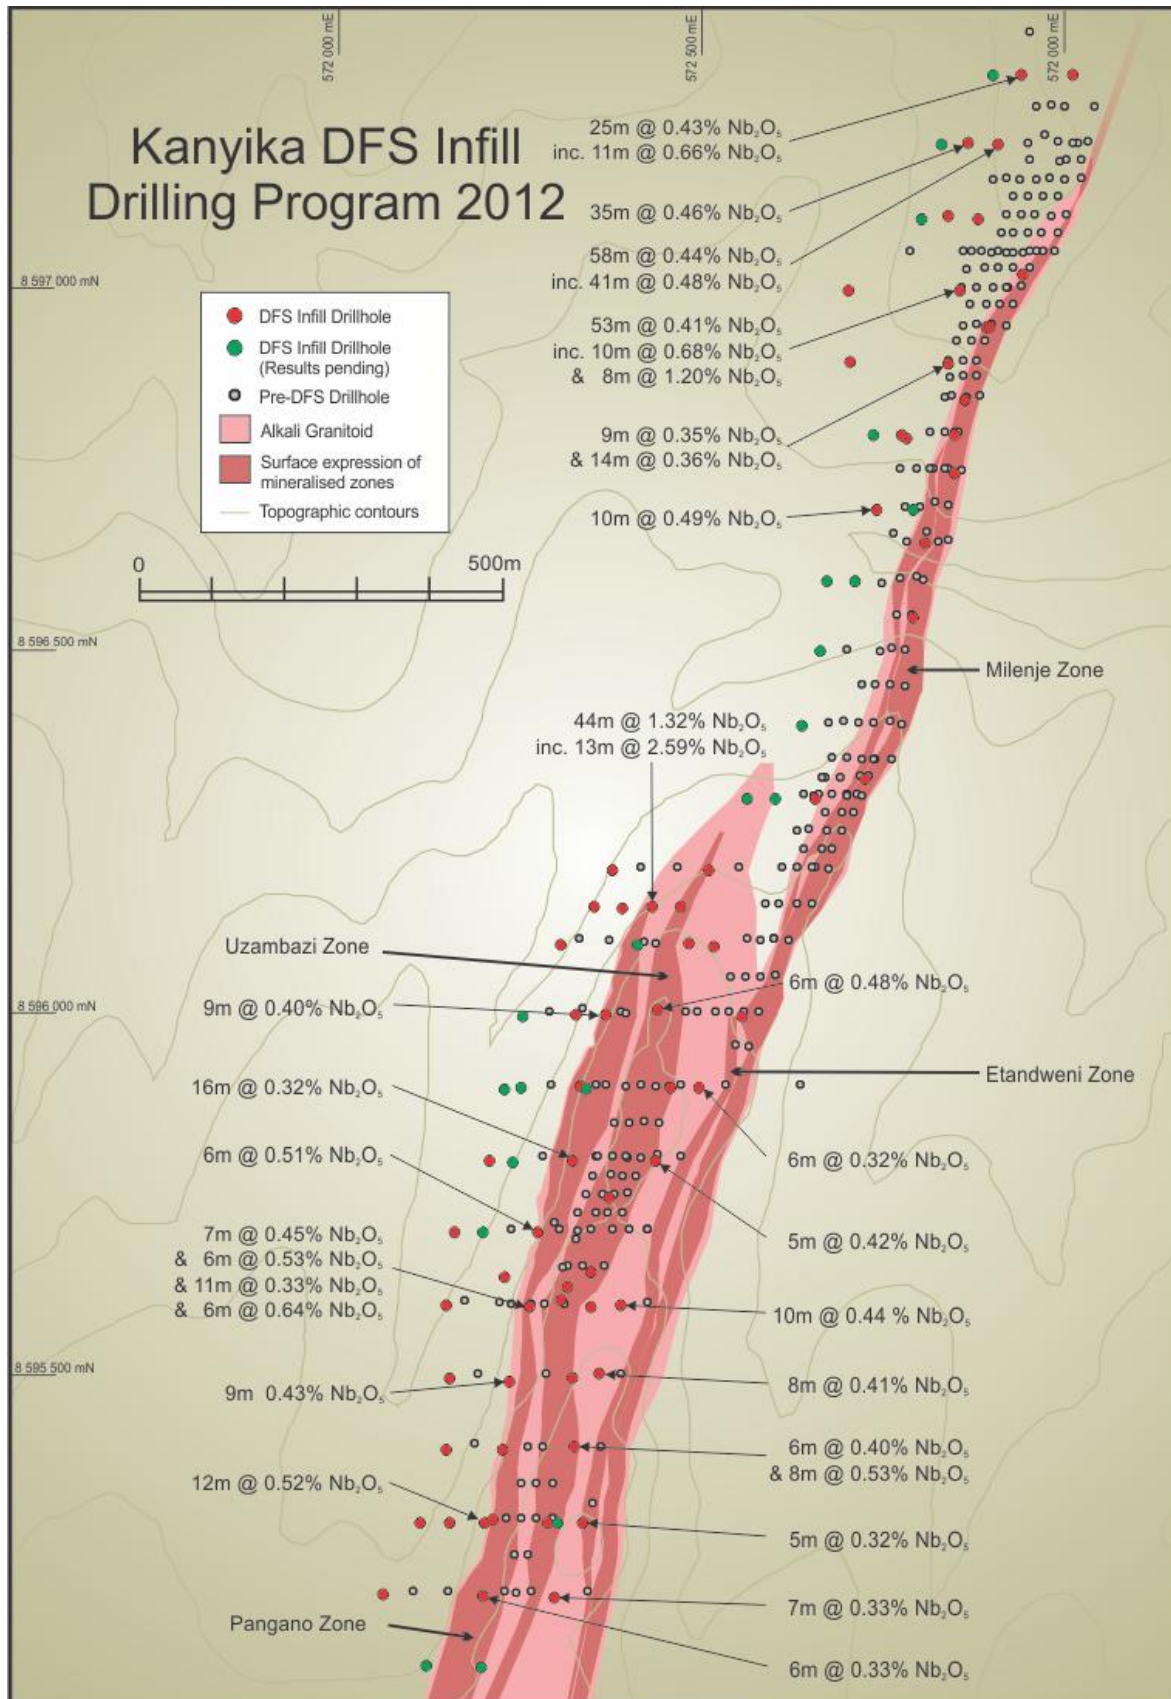 572 000 mE
572 500 mE
572 000 mE
Kanyika DFS Infill
Drilling Program 2012
25m @ 0.43% Nb₂O₅
inc. 11m @ 0.66% Nb₂O₅
35m @ 0.46% Nb₂O₅
58m @ 0.44% Nb₂O₅
inc. 41m @ 0.48% Nb₂O₅
8 597 000 mN
53m @ 0.41% Nb₂O₅
inc. 10m @ 0.68% Nb₂O₅
& 8m @ 1.20% Nb₂O₅
DFS Infill Drillhole
DFS Infill Drillhole
(Results pending)
Pre-DFS Drillhole
Alkali Granitoid
Surface expression of
mineralised zones
Topographic contours
9m @ 0.35% Nb₂O₅
& 14m @ 0.36% Nb₂O₅
10m @ 0.49% Nb₂O₅
0 500m
8 596 500 mN
Milenje Zone
44m @ 1.32% Nb₂O₅
inc. 13m @ 2.59% Nb₂O₅
Uzambazi Zone
6m @ 0.48% Nb₂O₅
8 596 000 mN
9m @ 0.40% Nb₂O₅
Etandweni Zone
16m @ 0.32% Nb₂O₅
6m @ 0.51% Nb₂O₅
6m @ 0.32% Nb₂O₅
7m @ 0.45% Nb₂O₅
& 6m @ 0.53% Nb₂O₅
& 11m @ 0.33% Nb₂O₅
& 6m @ 0.64% Nb₂O₅
5m @ 0.42% Nb₂O₅
10m @ 0.44 % Nb₂O₅
8 595 500 mN
9m 0.43% Nb₂O₅
8m @ 0.41% Nb₂O₅
6m @ 0.40% Nb₂O₅
& 8m @ 0.53% Nb₂O₅
12m @ 0.52% Nb₂O₅
5m @ 0.32% Nb₂O₅
7m @ 0.33% Nb₂O₅
Pangano Zone
6m @ 0.33% Nb₂O₅